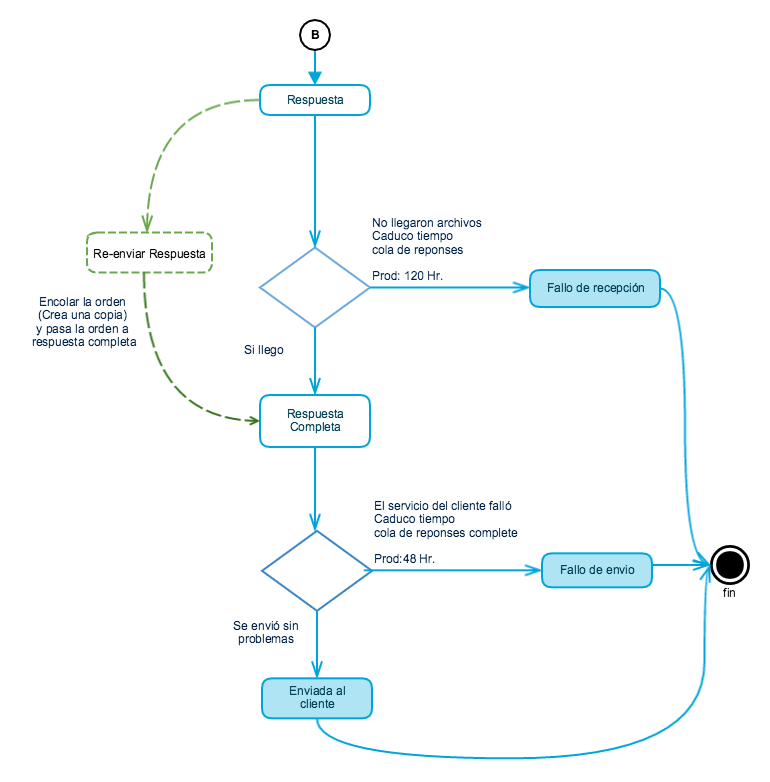 B
Respuesta
No llegaron archivos
Caduco tiempo
cola de reponses
Prod: 120 Hr.
Re-enviar Respuesta
Fallo de recepción
Encolar la orden
(Crea una copia)
y pasa la orden a
respuesta completa
Si llego
Respuesta
Completa
El servicio del cliente falló
Caduco tiempo
cola de reponses complete
Prod:48 Hr.
Fallo de envio
fin
Se envió sin
problemas
Enviada al
cliente